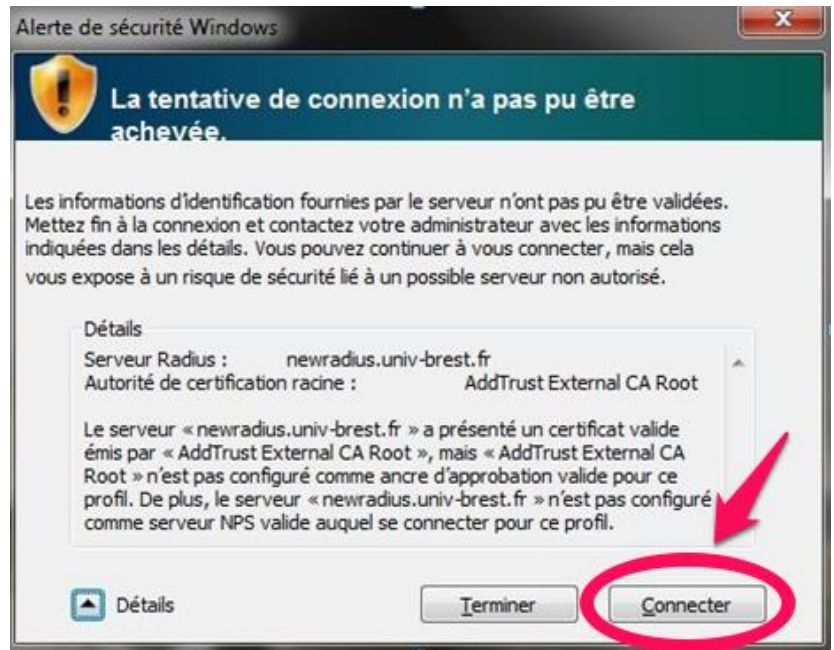 Alerte de sécurité Windows
La tentative de connexion n'a pas pu être
achevée.
Les informations d'identification fournies par le serveur n'ont pas pu être validées.
Mettez fin à la connexion et contactez votre administrateur avec les informations
indiquées dans les détails. Vous pouvez continuer à vous connecter, mais cela
vous expose à un risque de sécurité lié à un possible serveur non autorisé.
Détails
Serveur Radius : newradius.univ-brest.fr
Autorité de certification racine : AddTrust External CA Root
Le serveur « newradius.univ-brest.fr » a présenté un certificat valide
émis par « AddTrust External CA Root », mais « AddTrust External CA
Root » n'est pas configuré comme ancre d'approbation valide pour ce
profil. De plus, le serveur « newradius.univ-brest.fr » n'est pas configuré
comme serveur NPS valide auquel se connecter pour ce profil.
Détails Terminer Connecter